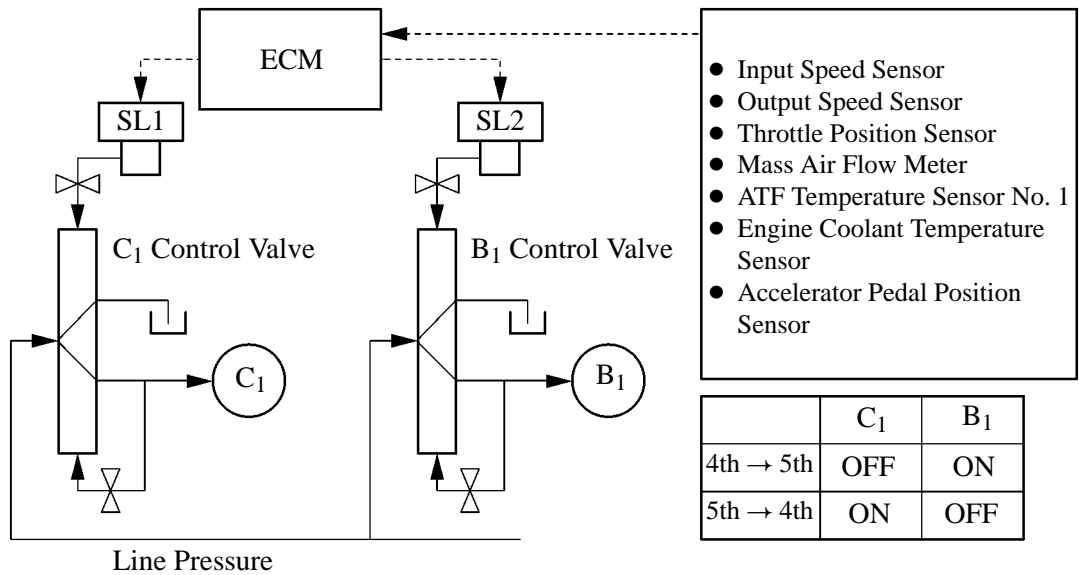 ECM
SL1
SL2
C1 Control Valve
B1 Control Valve
C1
B1
Line Pressure
● Input Speed Sensor
● Output Speed Sensor
● Throttle Position Sensor
● Mass Air Flow Meter
● ATF Temperature Sensor No. 1
● Engine Coolant Temperature
Sensor
● Accelerator Pedal Position
Sensor
C1 B1
4th → 5th OFF ON
5th → 4th ON OFF